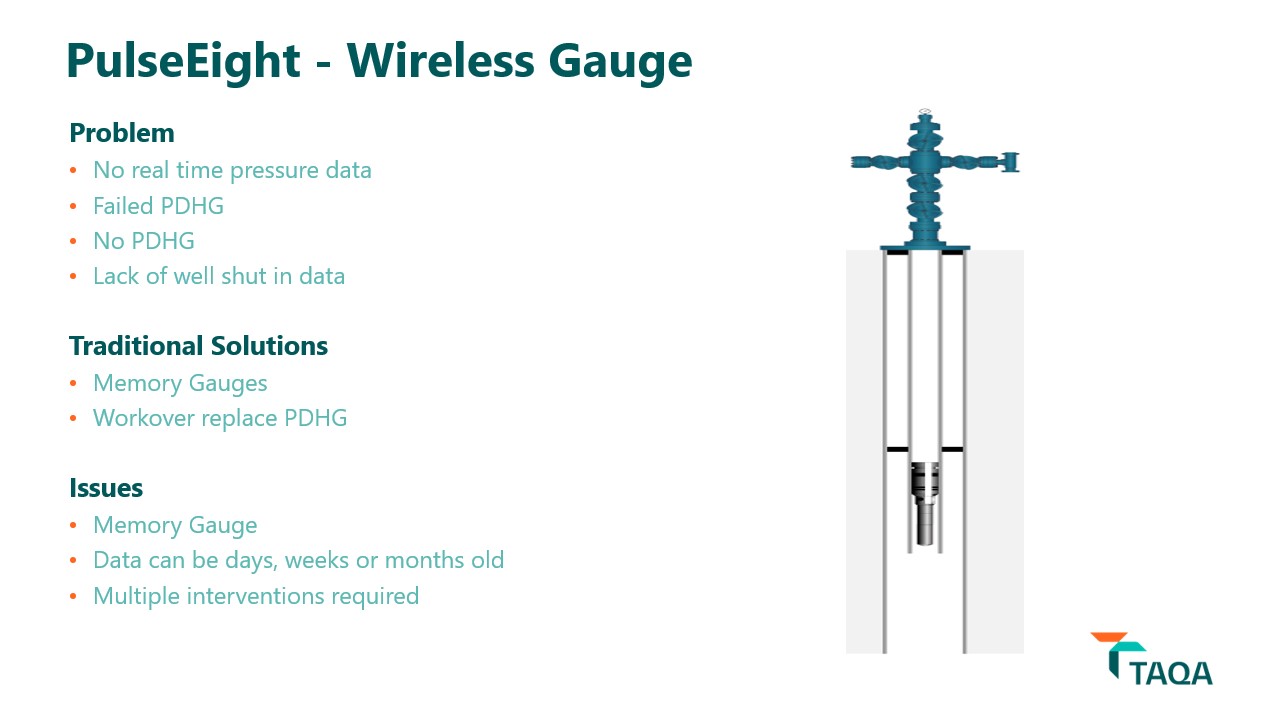 PulseEight - Wireless Gauge
Problem
• No real time pressure data
• Failed PDHG
• No PDHG
• Lack of well shut in data
Traditional Solutions
• Memory Gauges
• Workover replace PDHG
Issues
• Memory Gauge
• Data can be days, weeks or months old
• Multiple interventions required
TAQA